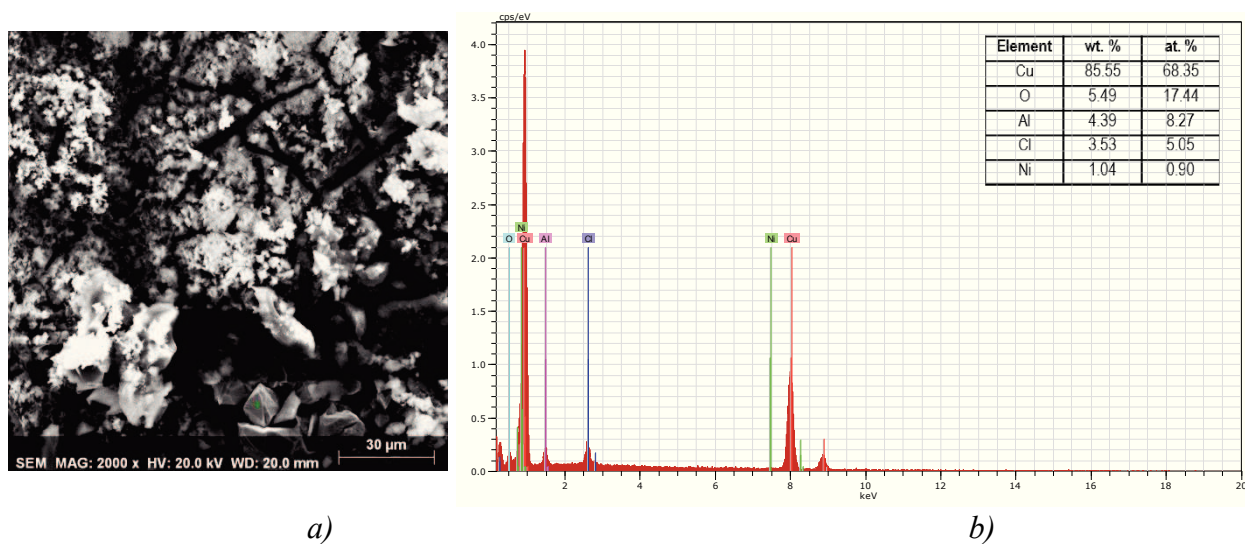 SEM MAG: 2000 x HV: 20.0 kV WD: 20.0 mm
30 µm
a)
cps/eV
4.0
3.5
3.0
2.5
2.0
1.5
1.0
0.5
0.0
Ni
O Cu Al Cl Ni Cu
2 4 6 8 10 12 14 16 18 20
keV
Element wt. % at. %
Cu 85.55 68.35
O 5.49 17.44
Al 4.39 8.27
Cl 3.53 5.05
Ni 1.04 0.90
b)